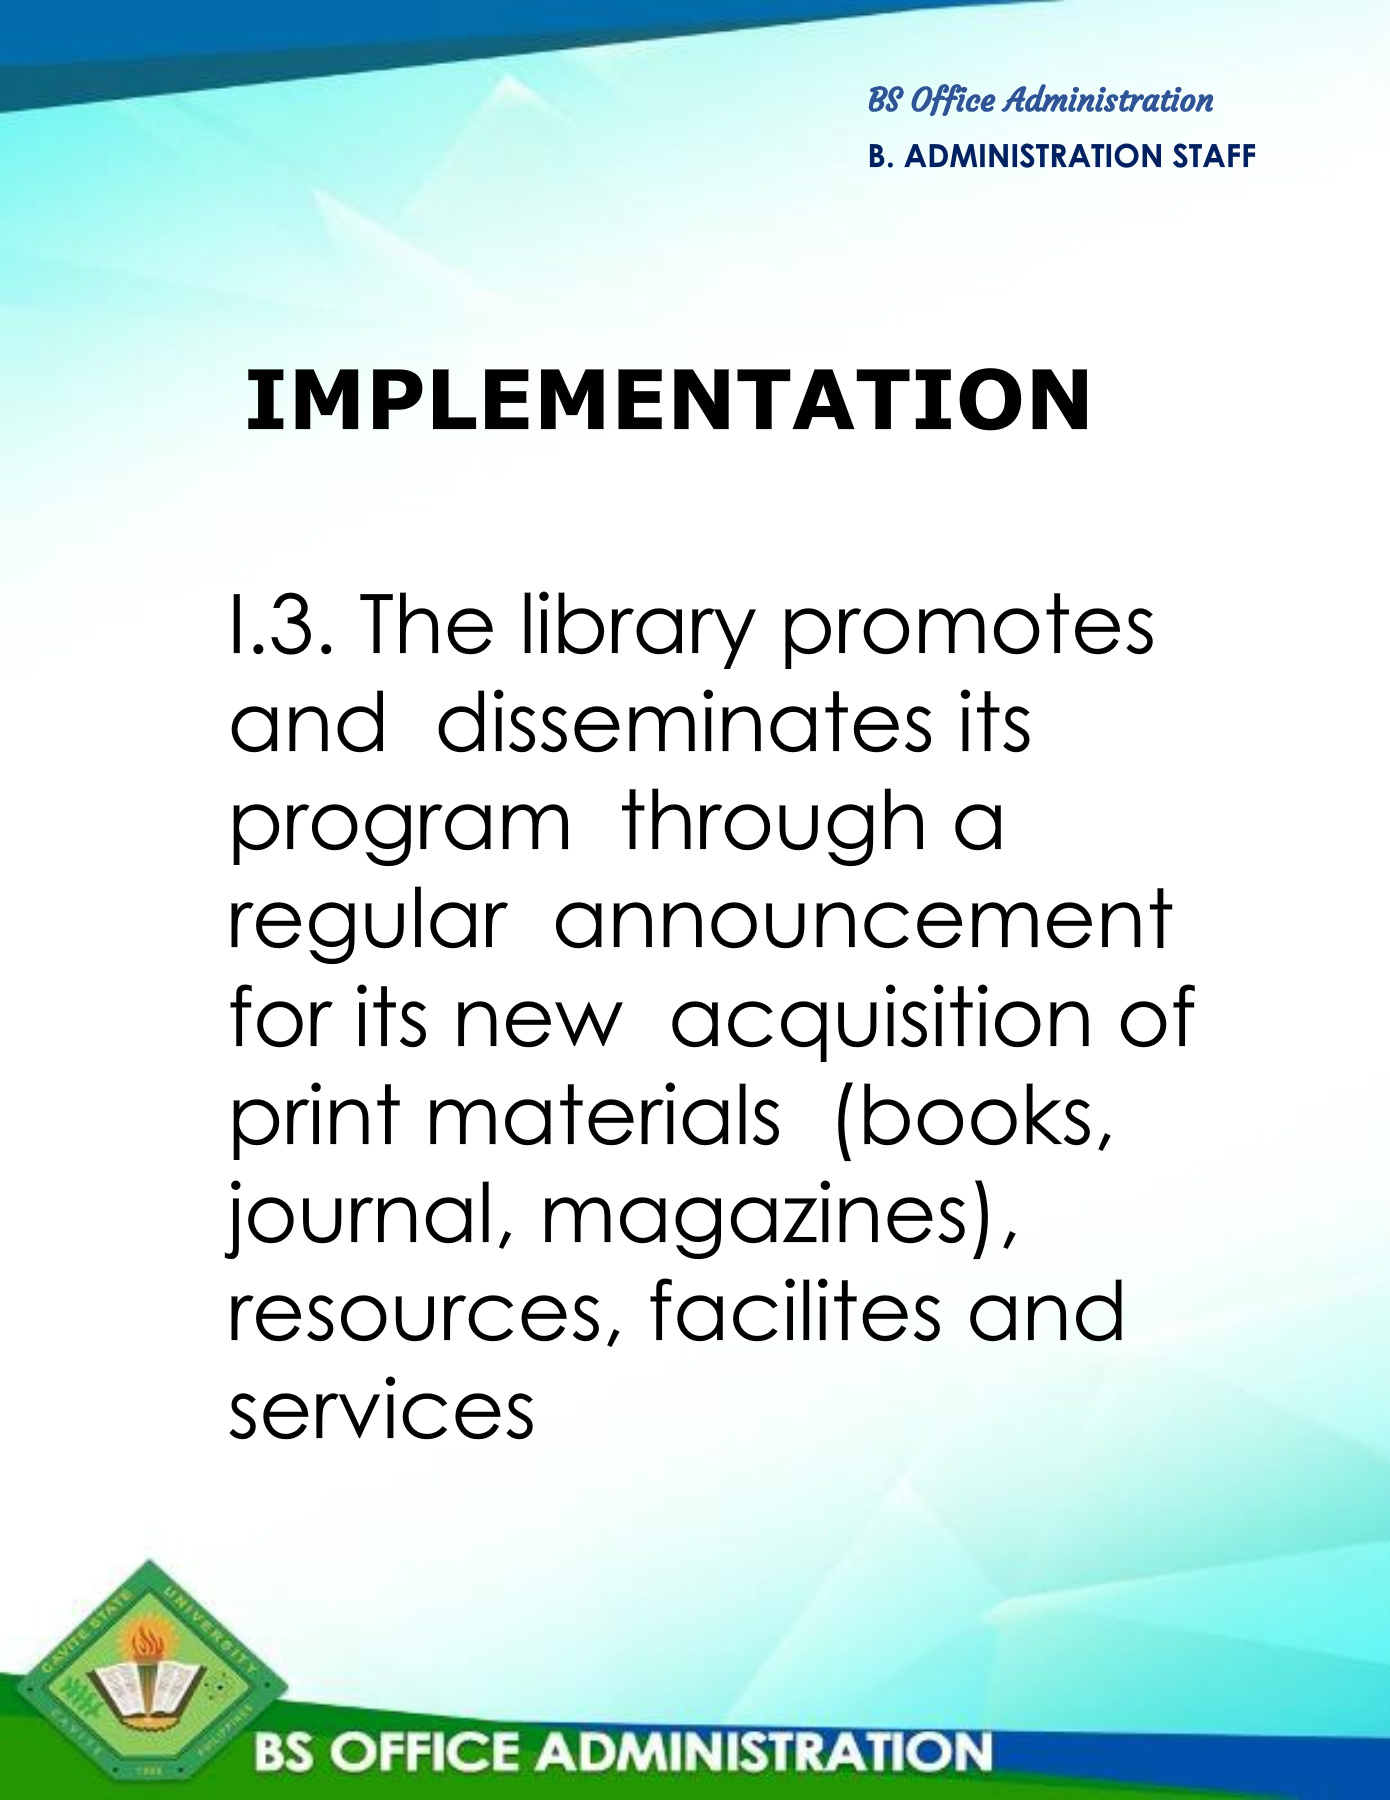 BS Office Administration
B. ADMINISTRATION STAFF
IMPLEMENTATION
I.3. The library promotes
and disseminates its
program through a
regular announcement
for its new acquisition of
print materials (books,
journal, magazines),
resources, facilites and
services
CAVITE STATE UNIVERSITY
CAVITE PHILIPPINES
BS OFFICE ADMINISTRATION